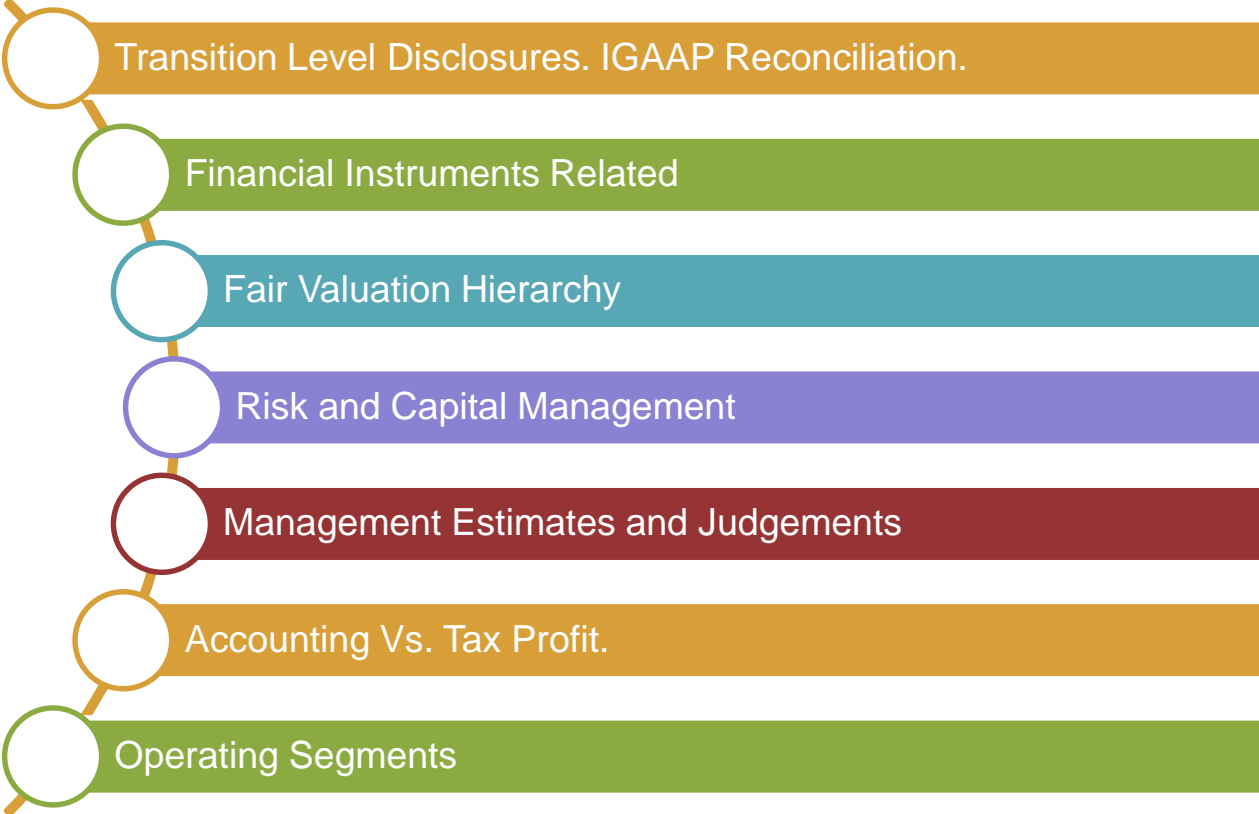 Transition Level Disclosures. IGAAP Reconciliation.
Financial Instruments Related
Fair Valuation Hierarchy
Risk and Capital Management
Management Estimates and Judgements
Accounting Vs. Tax Profit.
Operating Segments